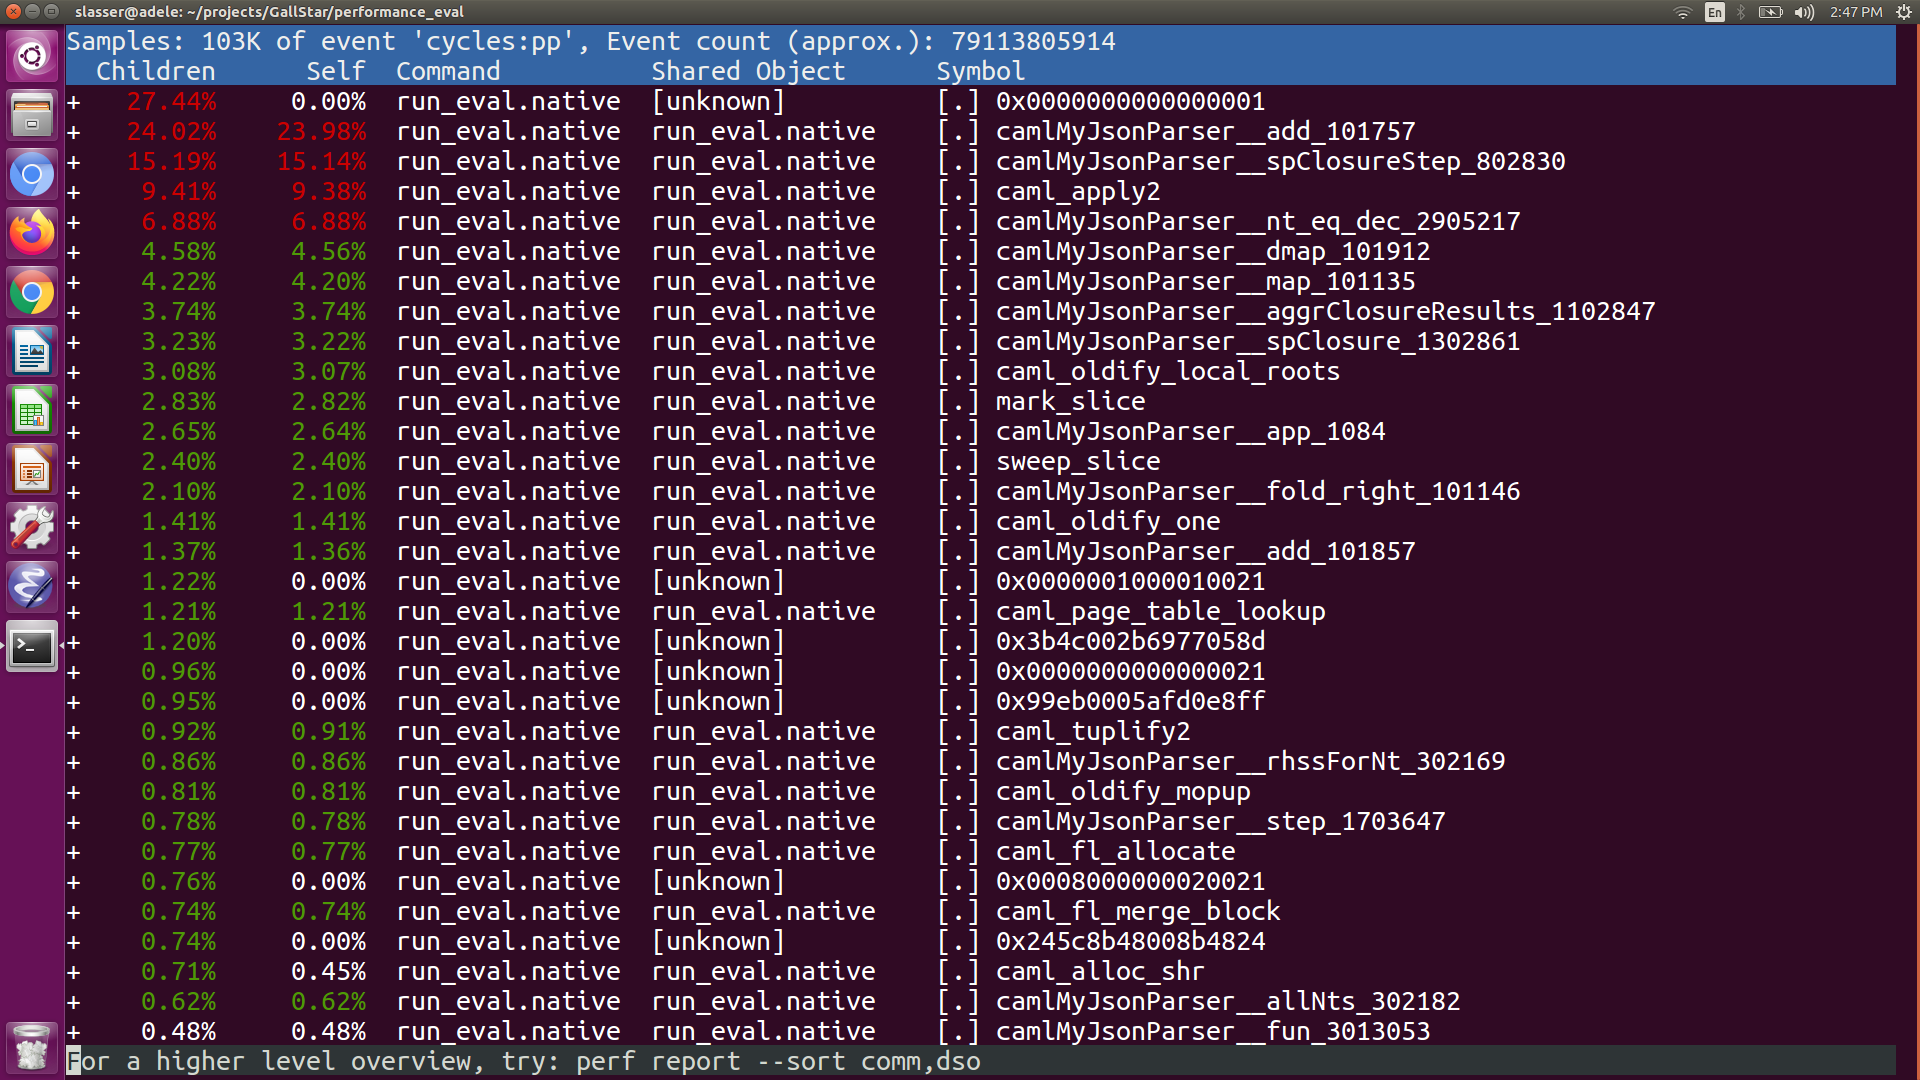 slasser@adele: ~/projects/GallStar/performance_eval
En
2:47 PM
Samples: 103K of event 'cycles:pp', Event count (approx.): 79113805914
Children Self Command Shared Object Symbol
+ 27.44% 0.00% run_eval.native [unknown] [.] 0x0000000000000001
+ 24.02% 23.98% run_eval.native run_eval.native [.] camlMyJsonParser__add_101757
+ 15.19% 15.14% run_eval.native run_eval.native [.] camlMyJsonParser__spClosureStep_802830
+ 9.41% 9.38% run_eval.native run_eval.native [.] caml_apply2
+ 6.88% 6.88% run_eval.native run_eval.native [.] camlMyJsonParser__nt_eq_dec_2905217
+ 4.58% 4.56% run_eval.native run_eval.native [.] camlMyJsonParser__dmap_101912
+ 4.22% 4.20% run_eval.native run_eval.native [.] camlMyJsonParser__map_101135
+ 3.74% 3.74% run_eval.native run_eval.native [.] camlMyJsonParser__aggrClosureResults_1102847
+ 3.23% 3.22% run_eval.native run_eval.native [.] camlMyJsonParser__spClosure_1302861
+ 3.08% 3.07% run_eval.native run_eval.native [.] caml_oldify_local_roots
+ 2.83% 2.82% run_eval.native run_eval.native [.] mark_slice
+ 2.65% 2.64% run_eval.native run_eval.native [.] camlMyJsonParser__app_1084
+ 2.40% 2.40% run_eval.native run_eval.native [.] sweep_slice
+ 2.10% 2.10% run_eval.native run_eval.native [.] camlMyJsonParser__fold_right_101146
+ 1.41% 1.41% run_eval.native run_eval.native [.] caml_oldify_one
+ 1.37% 1.36% run_eval.native run_eval.native [.] camlMyJsonParser__add_101857
+ 1.22% 0.00% run_eval.native [unknown] [.] 0x0000001000010021
+ 1.21% 1.21% run_eval.native run_eval.native [.] caml_page_table_lookup
+ 1.20% 0.00% run_eval.native [unknown] [.] 0x3b4c002b6977058d
+ 0.96% 0.00% run_eval.native [unknown] [.] 0x0000000000000021
+ 0.95% 0.00% run_eval.native [unknown] [.] 0x99eb0005afd0e8ff
+ 0.92% 0.91% run_eval.native run_eval.native [.] caml_tuplify2
+ 0.86% 0.86% run_eval.native run_eval.native [.] camlMyJsonParser__rhssForNt_302169
+ 0.81% 0.81% run_eval.native run_eval.native [.] caml_oldify_mopup
+ 0.78% 0.78% run_eval.native run_eval.native [.] camlMyJsonParser__step_1703647
+ 0.77% 0.77% run_eval.native run_eval.native [.] caml_fl_allocate
+ 0.76% 0.00% run_eval.native [unknown] [.] 0x0008000000020021
+ 0.74% 0.74% run_eval.native run_eval.native [.] caml_fl_merge_block
+ 0.74% 0.00% run_eval.native [unknown] [.] 0x245c8b48008b4824
+ 0.71% 0.45% run_eval.native run_eval.native [.] caml_alloc_shr
+ 0.62% 0.62% run_eval.native run_eval.native [.] camlMyJsonParser__allNts_302182
+ 0.48% 0.48% run_eval.native run_eval.native [.] camlMyJsonParser__fun_3013053
For a higher level overview, try: perf report --sort comm,dso